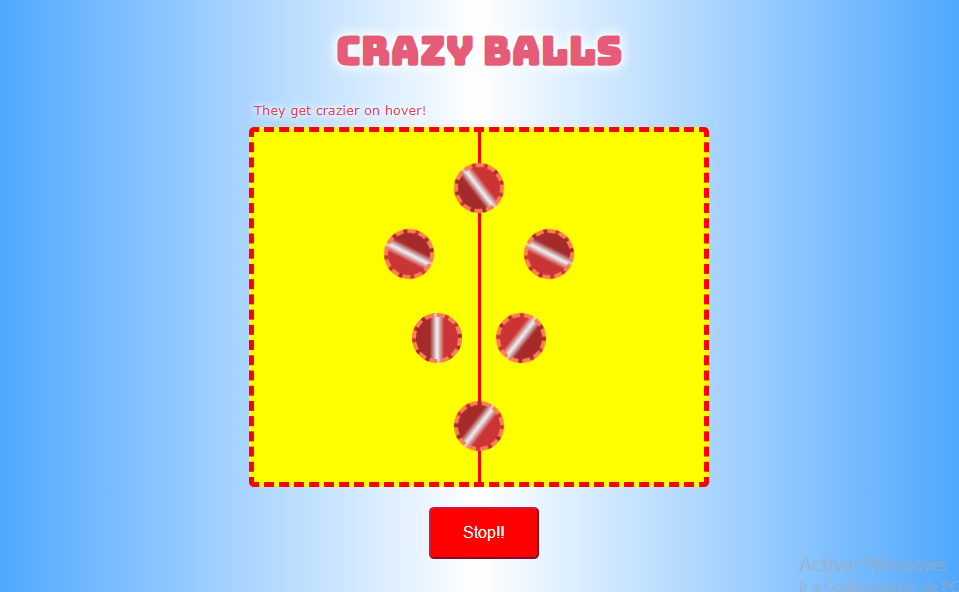 CRAZY BALLS
They get crazier on hover!
Stop!!
Activar Windows
Ir a Configuración de PC